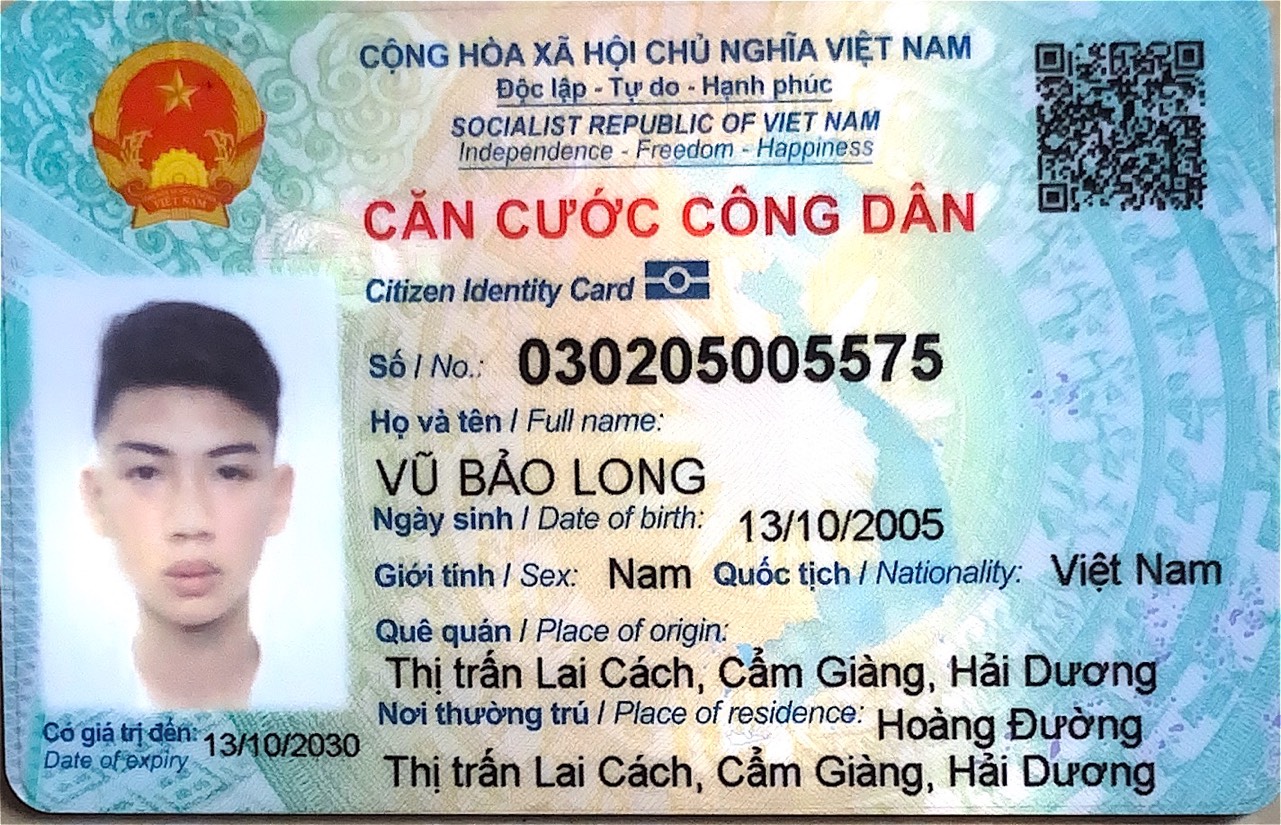 CỘNG HÒA XÃ HỘI CHỦ NGHĨA VIỆT NAM
Độc lập - Tự do - Hạnh phúc
SOCIALIST REPUBLIC OF VIET NAM
Independence - Freedom - Happiness
VIỆT NAM
CĂN CƯỚC CÔNG DÂN
Citizen Identity Card
Số / No.: 030205005575
Họ và tên / Full name:
VŨ BẢO LONG
Ngày sinh / Date of birth: 13/10/2005
Giới tính / Sex: Nam Quốc tịch / Nationality: Việt Nam
Quê quán / Place of origin:
Thị trấn Lai Cách, Cẩm Giàng, Hải Dương
Nơi thường trú / Place of residence: Hoàng Đường
Thị trấn Lai Cách, Cẩm Giàng, Hải Dương
Có giá trị đến: 13/10/2030
Date of expiry